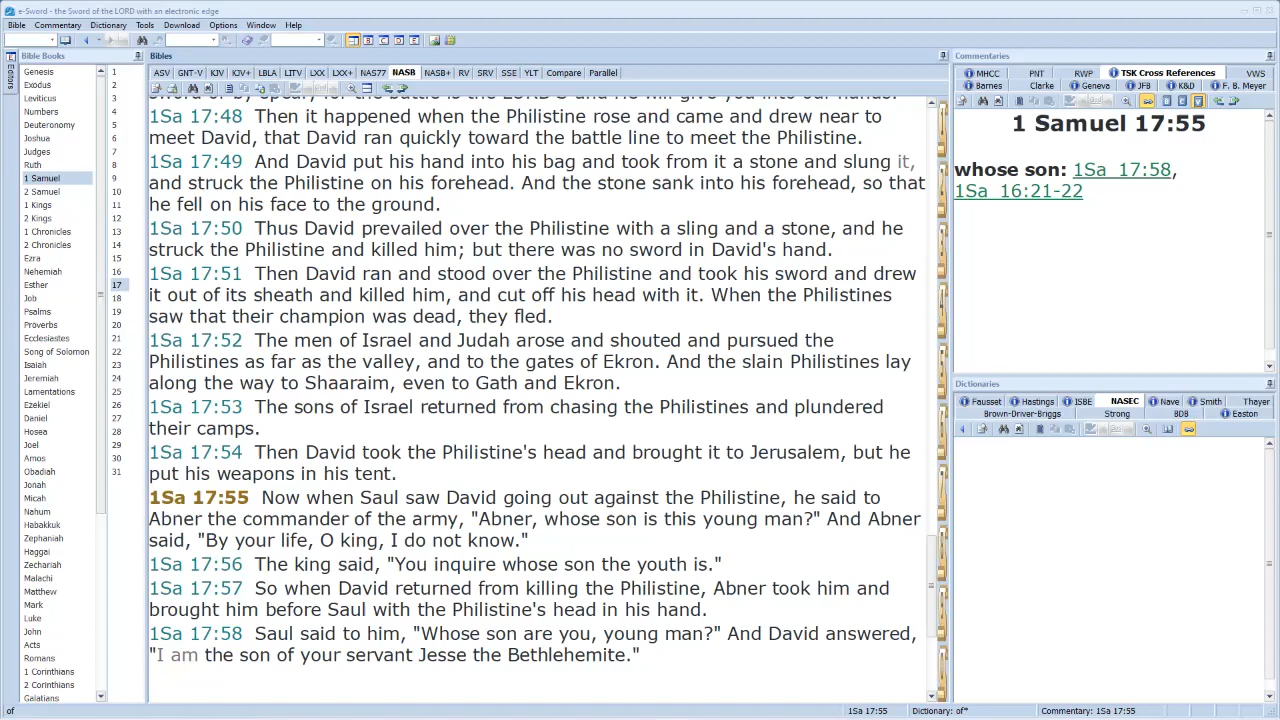 e-Sword - the Sword of the LORD with an electronic edge
Bible Commentary Dictionary Tools Download Options Window Help
Editors
Bible Books
Genesis
Exodus
Leviticus
Numbers
Deuteronomy
Joshua
Judges
Ruth
1 Samuel
2 Samuel
1 Kings
2 Kings
1 Chronicles
2 Chronicles
Ezra
Nehemiah
Esther
Job
Psalms
Proverbs
Ecclesiastes
Song of Solomon
Isaiah
Jeremiah
Lamentations
Ezekiel
Daniel
Hosea
Joel
Amos
Obadiah
Jonah
Micah
Nahum
Habakkuk
Zephaniah
Haggai
Zechariah
Malachi
Matthew
Mark
Luke
John
Acts
Romans
1 Corinthians
2 Corinthians
Galatians
1
2
3
4
5
6
7
8
9
10
11
12
13
14
15
16
17
18
19
20
21
22
23
24
25
26
27
28
29
30
31
Bibles
ASV GNT-V KJV KJV+ LBLA LITV LXX LXX+ NAS77 NASB NASB+ RV SRV SSE YLT Compare Parallel
1Sa 17:48 Then it happened when the Philistine rose and came and drew near to
meet David, that David ran quickly toward the battle line to meet the Philistine.
1Sa 17:49 And David put his hand into his bag and took from it a stone and slung it,
and struck the Philistine on his forehead. And the stone sank into his forehead, so that
he fell on his face to the ground.
1Sa 17:50 Thus David prevailed over the Philistine with a sling and a stone, and he
struck the Philistine and killed him; but there was no sword in David's hand.
1Sa 17:51 Then David ran and stood over the Philistine and took his sword and drew
it out of its sheath and killed him, and cut off his head with it. When the Philistines
saw that their champion was dead, they fled.
1Sa 17:52 The men of Israel and Judah arose and shouted and pursued the
Philistines as far as the valley, and to the gates of Ekron. And the slain Philistines lay
along the way to Shaaraim, even to Gath and Ekron.
1Sa 17:53 The sons of Israel returned from chasing the Philistines and plundered
their camps.
1Sa 17:54 Then David took the Philistine's head and brought it to Jerusalem, but he
put his weapons in his tent.
1Sa 17:55 Now when Saul saw David going out against the Philistine, he said to
Abner the commander of the army, "Abner, whose son is this young man?" And Abner
said, "By your life, O king, I do not know."
1Sa 17:56 The king said, "You inquire whose son the youth is."
1Sa 17:57 So when David returned from killing the Philistine, Abner took him and
brought him before Saul with the Philistine's head in his hand.
1Sa 17:58 Saul said to him, "Whose son are you, young man?" And David answered,
"I am the son of your servant Jesse the Bethlehemite."
Commentaries
MHCC PNT RWP TSK Cross References VWS
Barnes Clarke Geneva JFB K&D F. B. Meyer
1 Samuel 17:55
whose son: 1Sa_17:58,
1Sa_16:21-22
Dictionaries
Fausset Hastings ISBE NASEC Nave Smith Thayer
Brown-Driver-Briggs Strong BDB Easton
of
1Sa 17:55
Dictionary: of*
Commentary: 1Sa 17:55